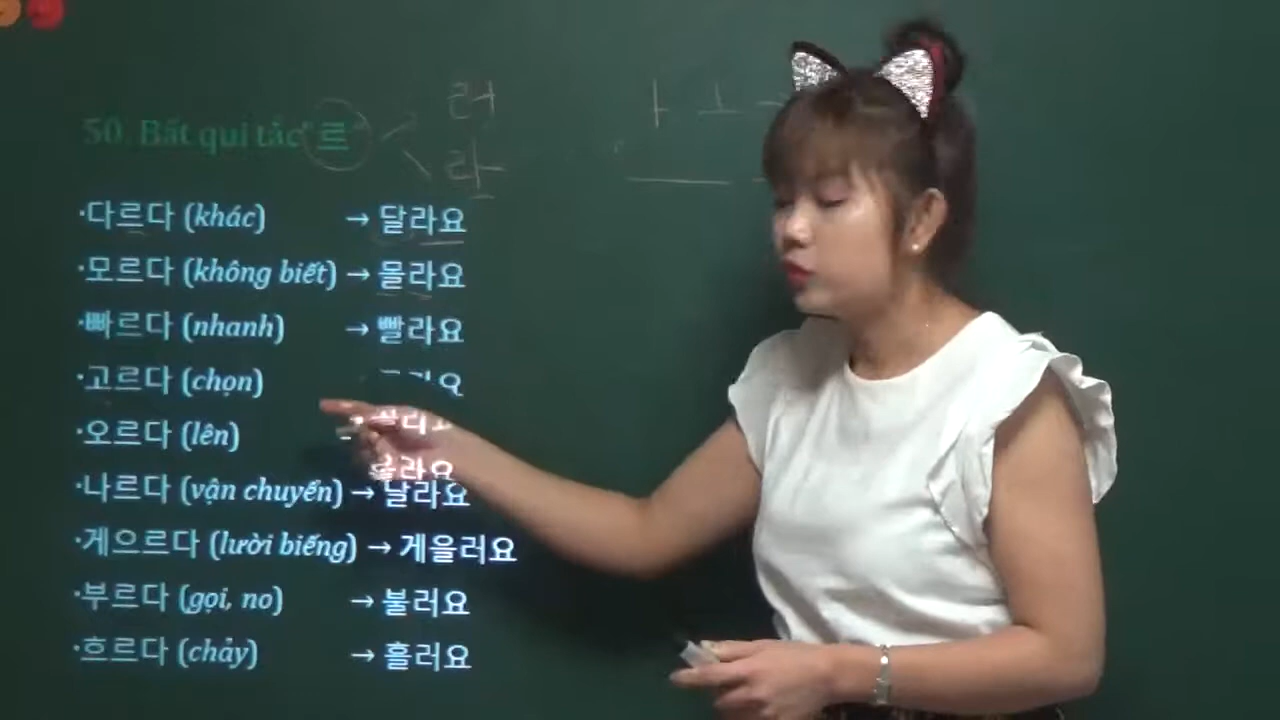 50. Bất qui tắc "르"
러
라
ㅏ ㅗ
·다르다 (khác) → 달라요
·모르다 (không biết) → 몰라요
·빠르다 (nhanh) → 빨라요
·고르다 (chọn)
·오르다 (lên)
·나르다 (vận chuyển) → 날라요
·게으르다 (lười biếng) → 게을러요
·부르다 (gọi, no) → 불러요
·흐르다 (chảy) → 흘러요